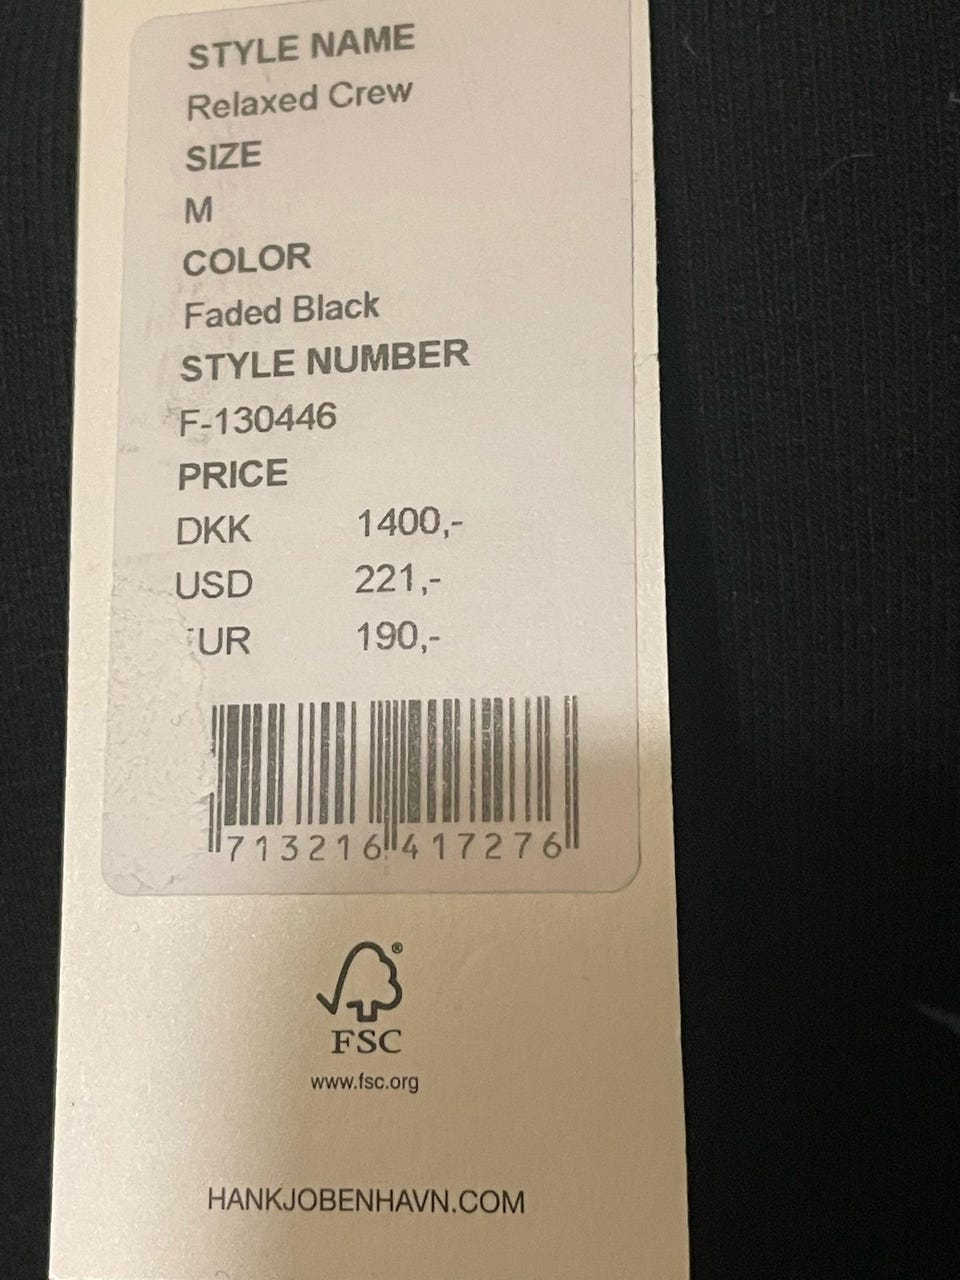 STYLE NAME
Relaxed Crew
SIZE
M
COLOR
Faded Black
STYLE NUMBER
F-130446
PRICE
DKK 1400,-
USD 221,-
UR 190,-
713216 417276
®
FSC
www.fsc.org
HANKJOBENHAVN.COM